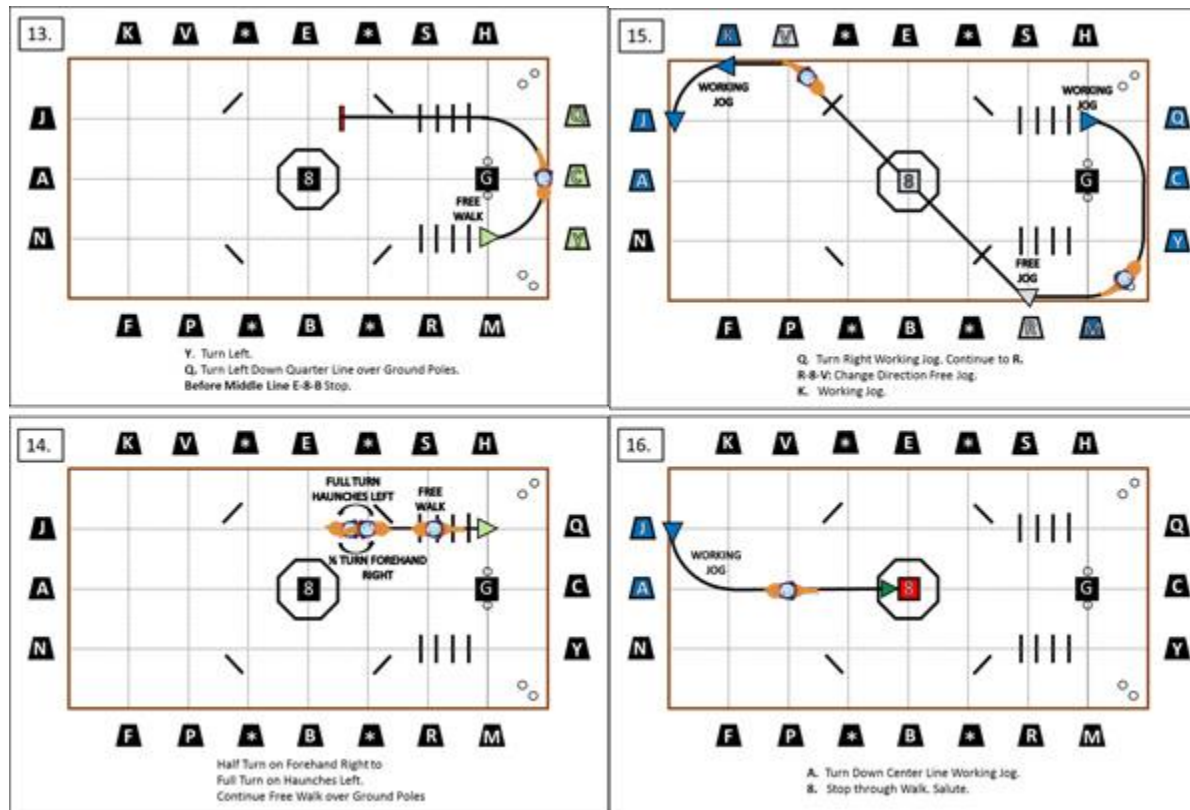 13.
K V * E * S H
J Q
A 8 G C
FREE
WALK
N Y
F P * B * R M
Y. Turn Left.
Q. Turn Left Down Quarter Line over Ground Poles.
Before Middle Line E-8-B Stop.
15.
K V * E * S H
WORKING
JOG
WORKING
JOG
J Q
A 8 G C
N Y
FREE
JOG
F P * B * R M
Q. Turn Right Working Jog. Continue to R.
R-8-V: Change Direction Free Jog.
K. Working Jog.
14.
K V * E * S H
FULL TURN
HAUNCHES LEFT
FREE
WALK
J Q
½ TURN FOREHAND
RIGHT
A 8 G C
N Y
F P * B * R M
Half Turn on Forehand Right to
Full Turn on Haunches Left.
Continue Free Walk over Ground Poles
16.
K V * E * S H
J Q
WORKING
JOG
A 8 G C
N Y
F P * B * R M
A. Turn Down Center Line Working Jog.
8. Stop through Walk. Salute.